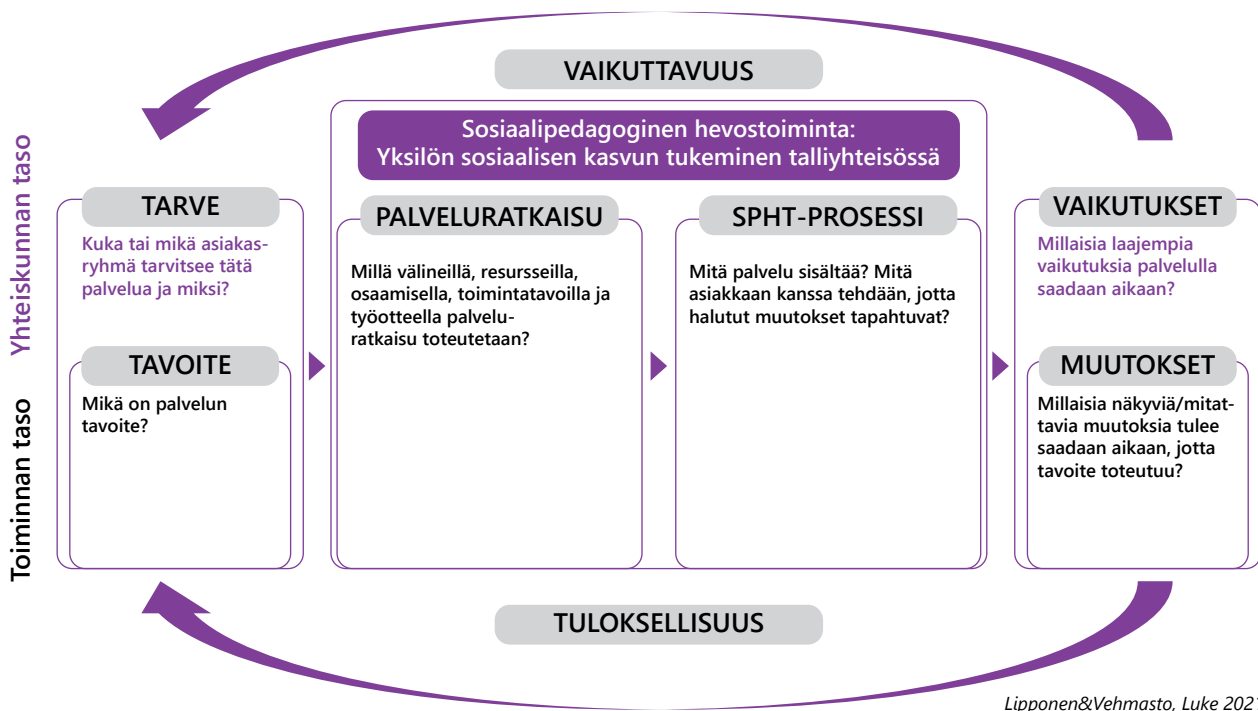 VAIKUTTAVUUS
Sosiaalipedagoginen hevostoiminta:
Yksilön sosiaalisen kasvun tukeminen talliyhteisössä
Yhteiskunnan taso
Toiminnan taso
TARVE
Kuka tai mikä asiakas-
ryhmä tarvitsee tätä
palvelua ja miksi?
TAVOITE
Mikä on palvelun
tavoite?
PALVELURATKAISU
Millä välineillä, resursseilla,
osaamisella, toimintatavoilla ja
työotteella palvelu-
ratkaisu toteutetaan?
SPHT-PROSESSI
Mitä palvelu sisältää? Mitä
asiakkaan kanssa tehdään, jotta
halutut muutokset tapahtuvat?
VAIKUTUKSET
Millaisia laajempia
vaikutuksia palvelulla
saadaan aikaan?
MUUTOKSET
Millaisia näkyviä/mitat-
tavia muutoksia tulee
saadaan aikaan, jotta
tavoite toteutuu?
TULOKSELLISUUS
Lipponen&Vehmasto, Luke